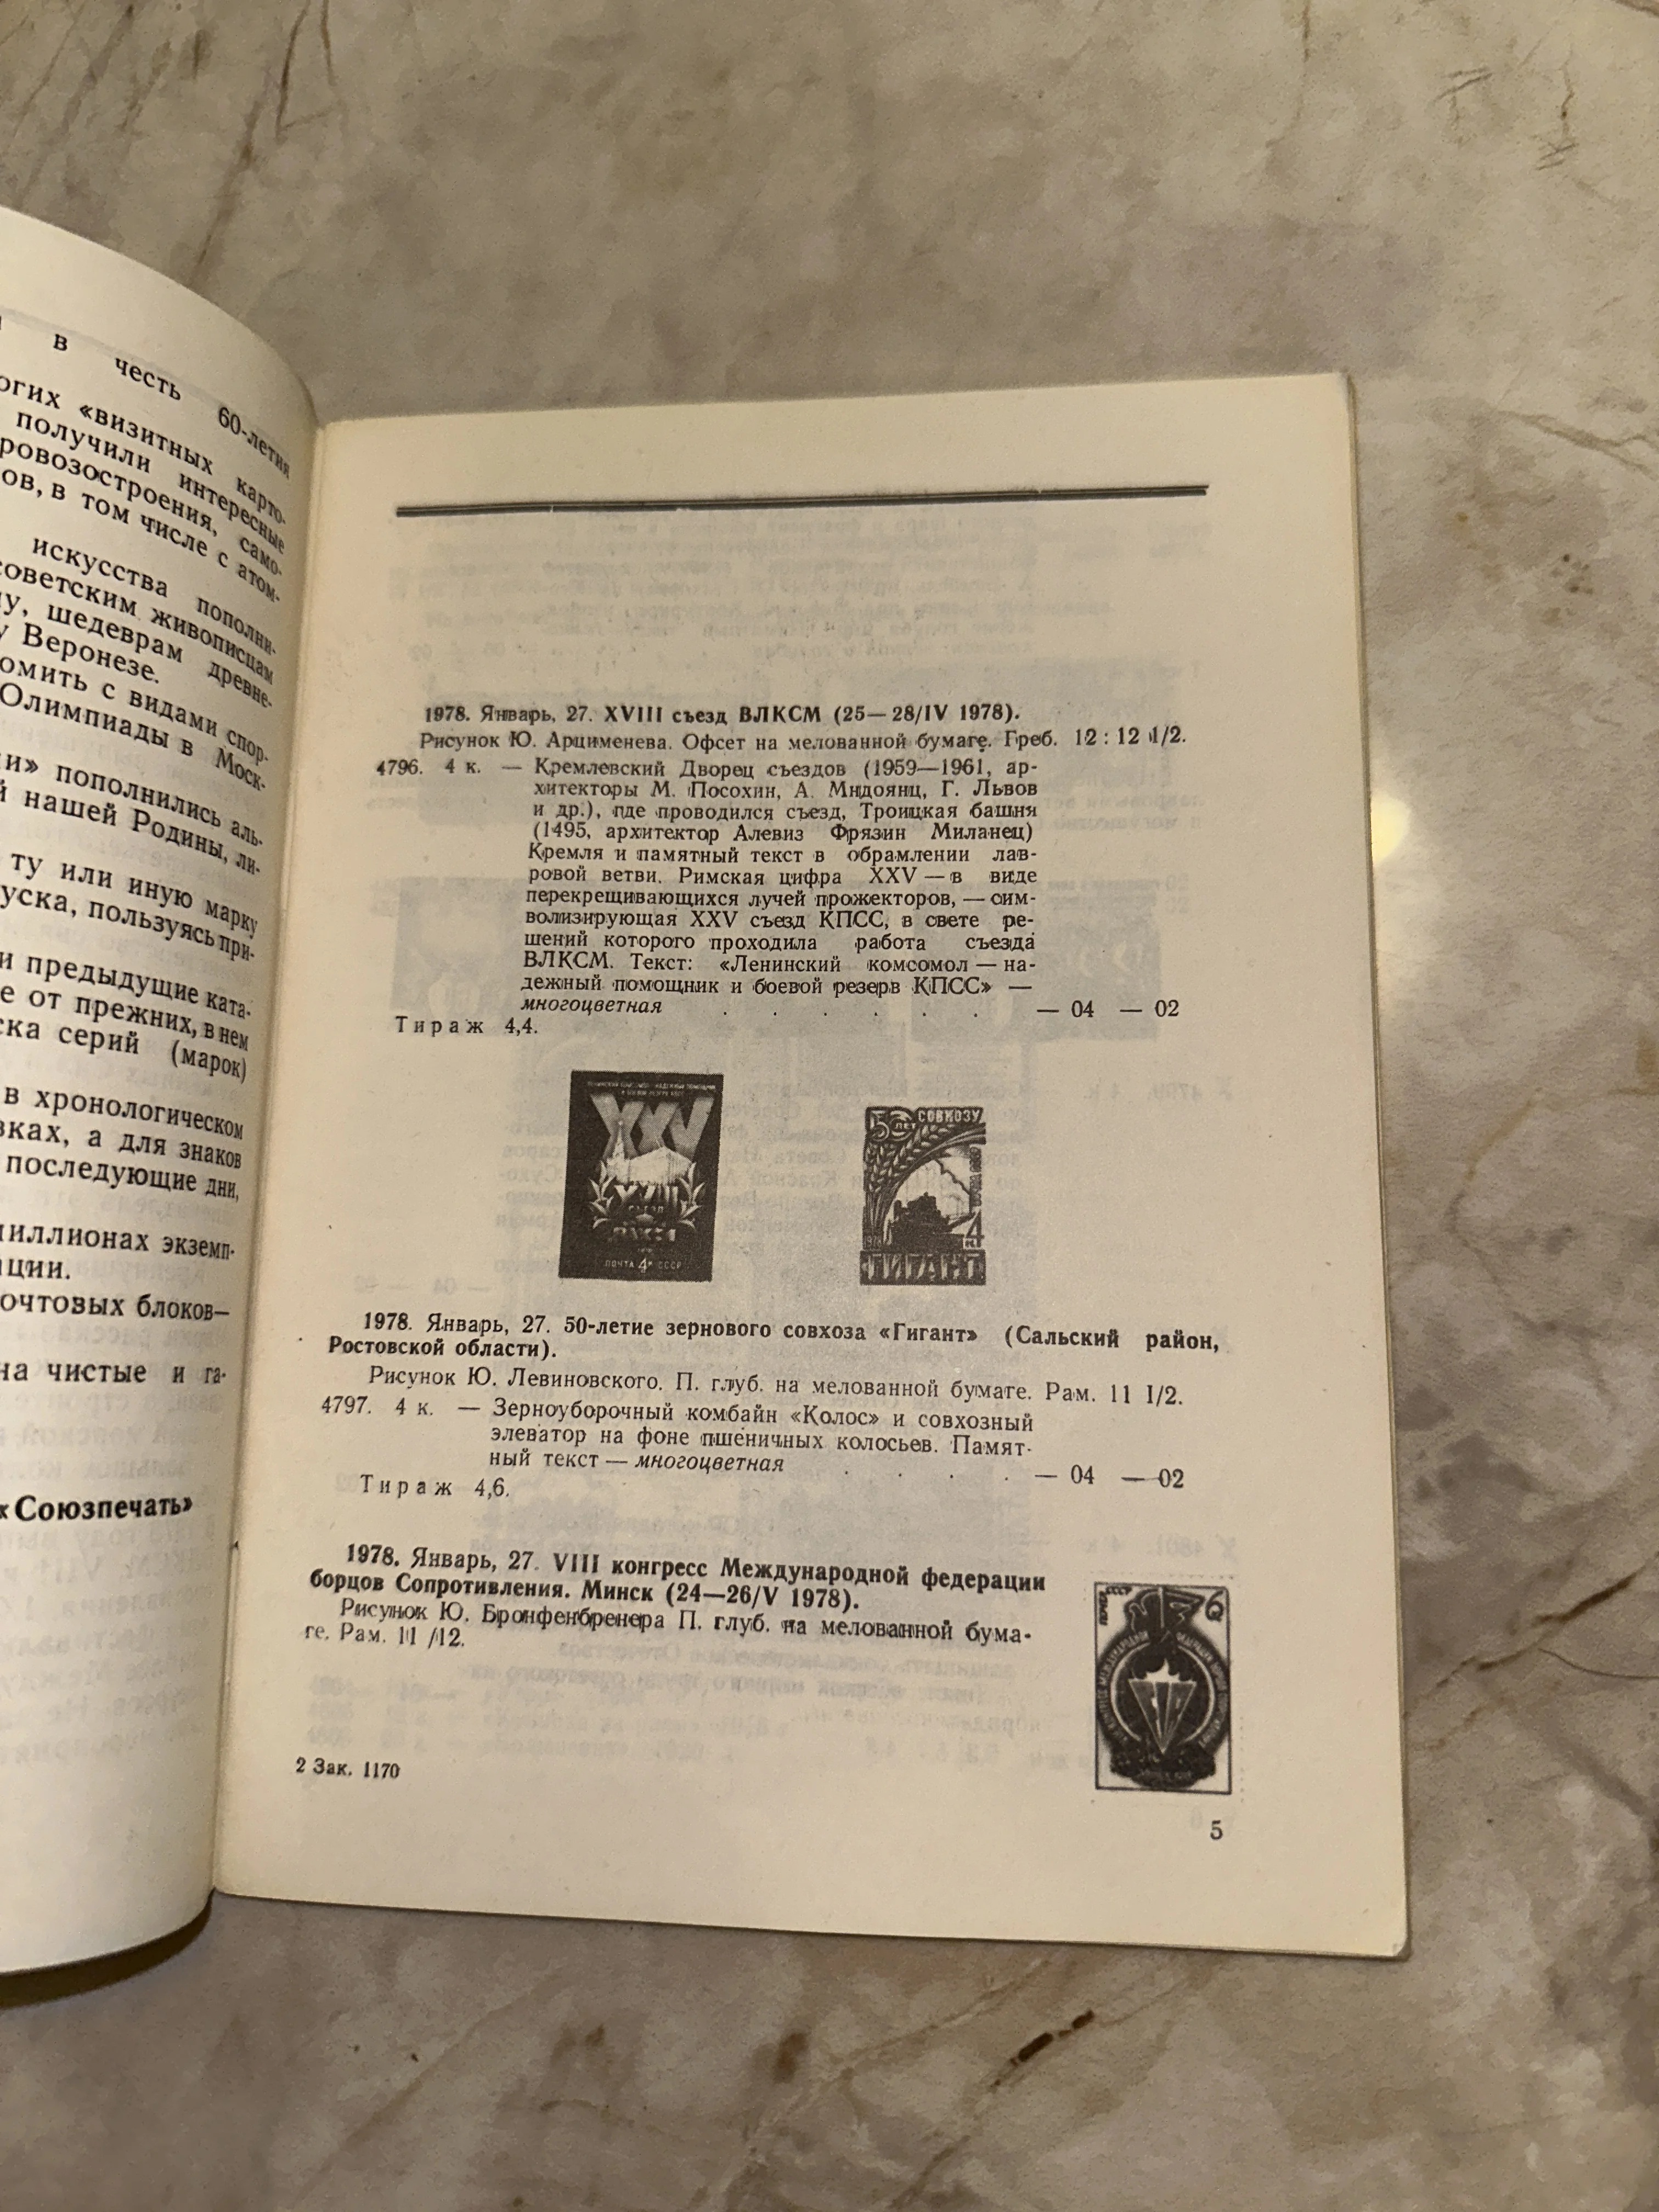 в честь 60-летия
«визитных карто-
получили интересные
ровозостроения, само-
ов, в том числе с атом-
искусства пополни-
советским живописцам
у, шедеврам древне-
у Веронезе.
омить с видами спор-
Олимпиады в Моск-
и» пополнились аль-
й нашей Родины, ли-
ту или иную марку
уска, пользуясь при-
и предыдущие ката-
е от прежних, в нем
ска серий (марок)
в хронологическом
вках, а для знаков
последующие дни,
иллионах экземп-
ции.
очтовых блоков—
на чистые и га-
«Союзпечать»
1978. Январь, 27. XVIII съезд ВЛКСМ (25—28/IV 1978).
Рисунок Ю. Арцименева. Офсет на мелованной бумаге. Греб. 12 : 12 1/2.
4796. 4 к. — Кремлевский Дворец съездов (1959—1961, ар-
хитекторы М. Посохин, А. Мндоянц, Г. Львов
и др.), где проводился съезд, Троицкая башня
(1495, архитектор Алевиз Фрязин Миланец)
Кремля и памятный текст в обрамлении лав-
ровой ветви. Римская цифра XXV — в виде
перекрещивающихся лучей прожекторов, — сим-
волизирующая XXV съезд КПСС, в свете ре-
шений которого проходила работа съезда
ВЛКСМ. Текст: «Ленинский комсомол — на-
дежный помощник и боевой резерв КПСС» —
многоцветная . . . . . . — 04 — 02
Тираж 4,4.
XXV
XVIII
СЪЕЗД
ВЛКСМ
ПОЧТА 4К СССР
50 ЛЕТ СОВХОЗУ
1978
4 К
ГИГАНТ
1978. Январь, 27. 50-летие зернового совхоза «Гигант» (Сальский район,
Ростовской области).
Рисунок Ю. Левиновского. П. глуб. на мелованной бумаге. Рам. 11 1/2.
4797. 4 к. — Зерноуборочный комбайн «Колос» и совхозный
элеватор на фоне пшеничных колосьев. Памят-
ный текст — многоцветная . . . . — 04 — 02
Тираж 4,6.
1978. Январь, 27. VIII конгресс Международной федерации
борцов Сопротивления. Минск (24—26/V 1978).
Рисунок Ю. Бронфенбренера П. глуб. на мелованной бума-
ге. Рам. 11 /12.
СССР
6
2 Зак. 1170
5